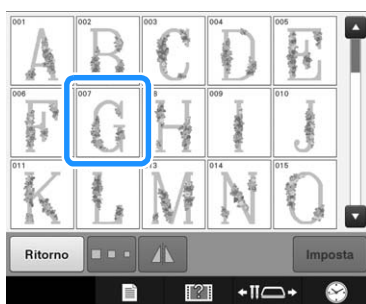 001 002 003 004 005
A B C D E
006 007 8 009 010
F G H I J
011 13 014 015
K L M N O
Ritorno Imposta
?